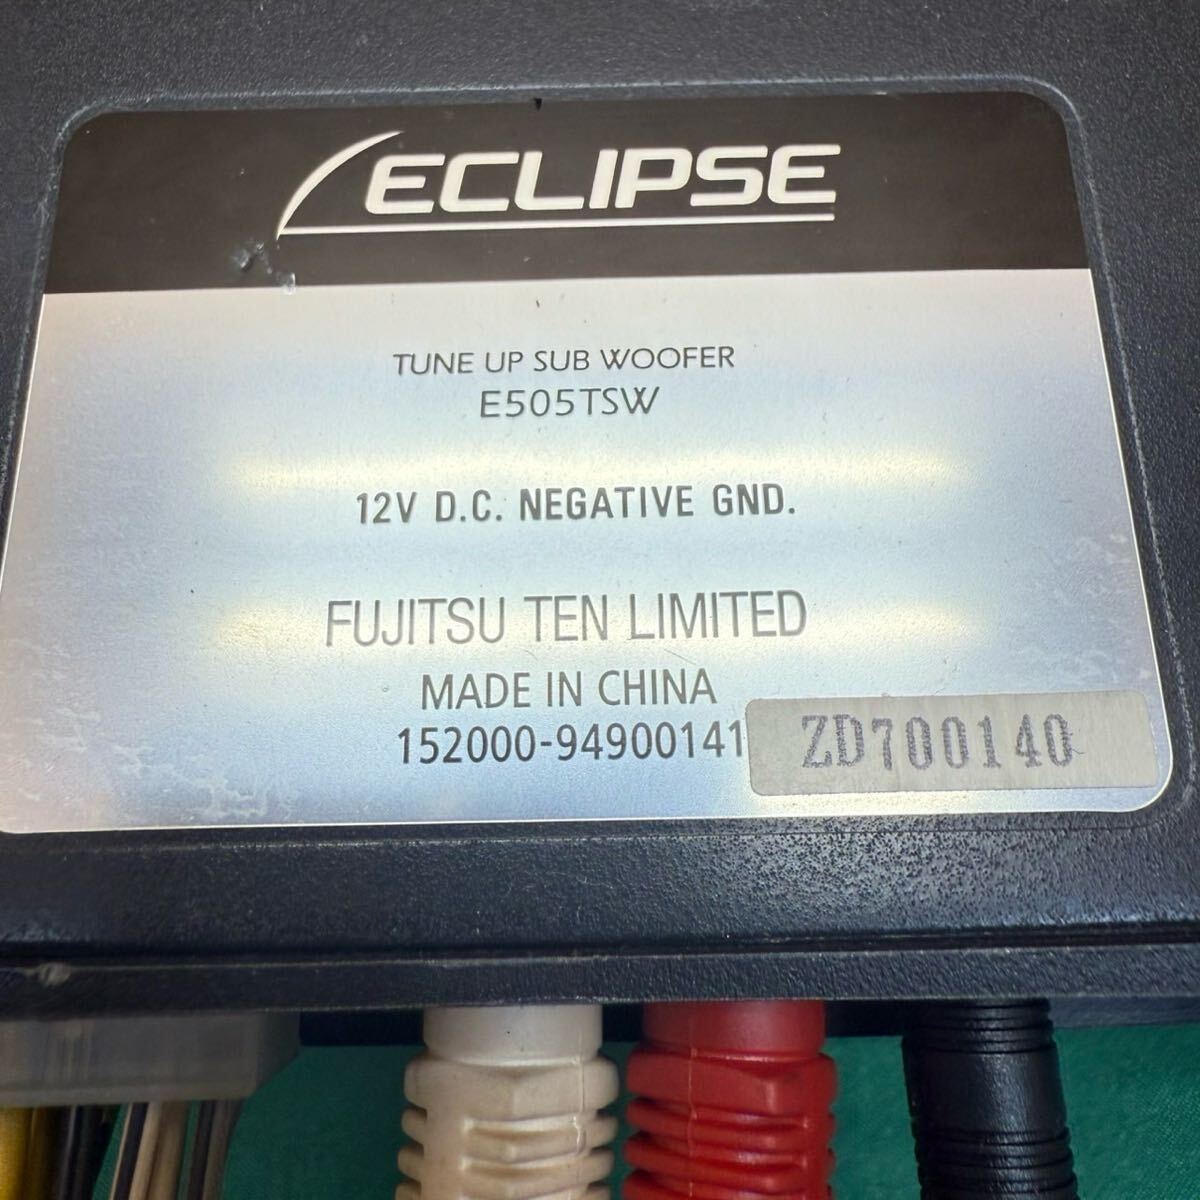 ECLIPSE
TUNE UP SUB WOOFER
E505TSW
12V D.C. NEGATIVE GND.
FUJITSU TEN LIMITED
MADE IN CHINA
152000-94900141
ZD700140